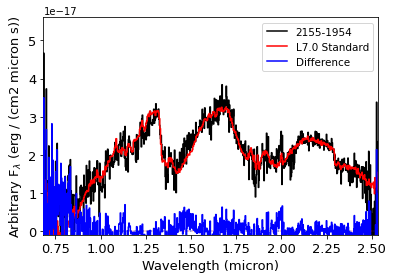 1e−17
2155-1954
L7.0 Standard
Difference
5
4
3
2
1
0
Arbitrary Fλ (erg / (cm2 micron s))
0.75 1.00 1.25 1.50 1.75 2.00 2.25 2.50
Wavelength (micron)